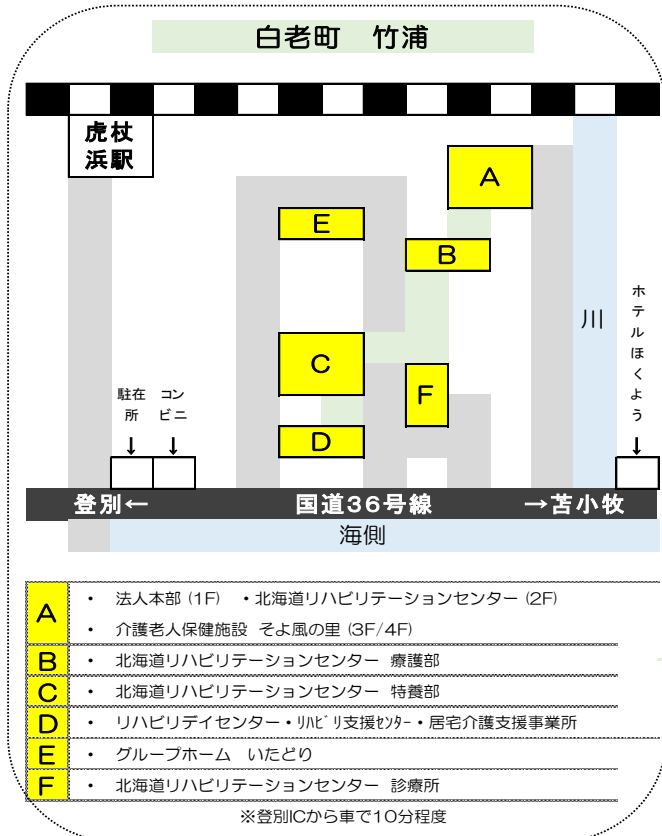 白老町 竹浦
虎杖
浜駅
A
E
B
川
ホテルほくよう
C
F
駐在
所
コン
ビニ
↓
↓
↓
D
登別← 国道36号線 →苫小牧
海側
A ・ 法人本部 (1F) ・北海道リハビリテーションセンター (2F)
・ 介護老人保健施設 そよ風の里 (3F/4F)
B ・ 北海道リハビリテーションセンター 療護部
C ・ 北海道リハビリテーションセンター 特養部
D ・ リハビリデイセンター・ﾘﾊﾋﾞﾘ支援ｾﾝﾀｰ・居宅介護支援事業所
E ・ グループホーム いたどり
F ・ 北海道リハビリテーションセンター 診療所
※登別ICから車で10分程度